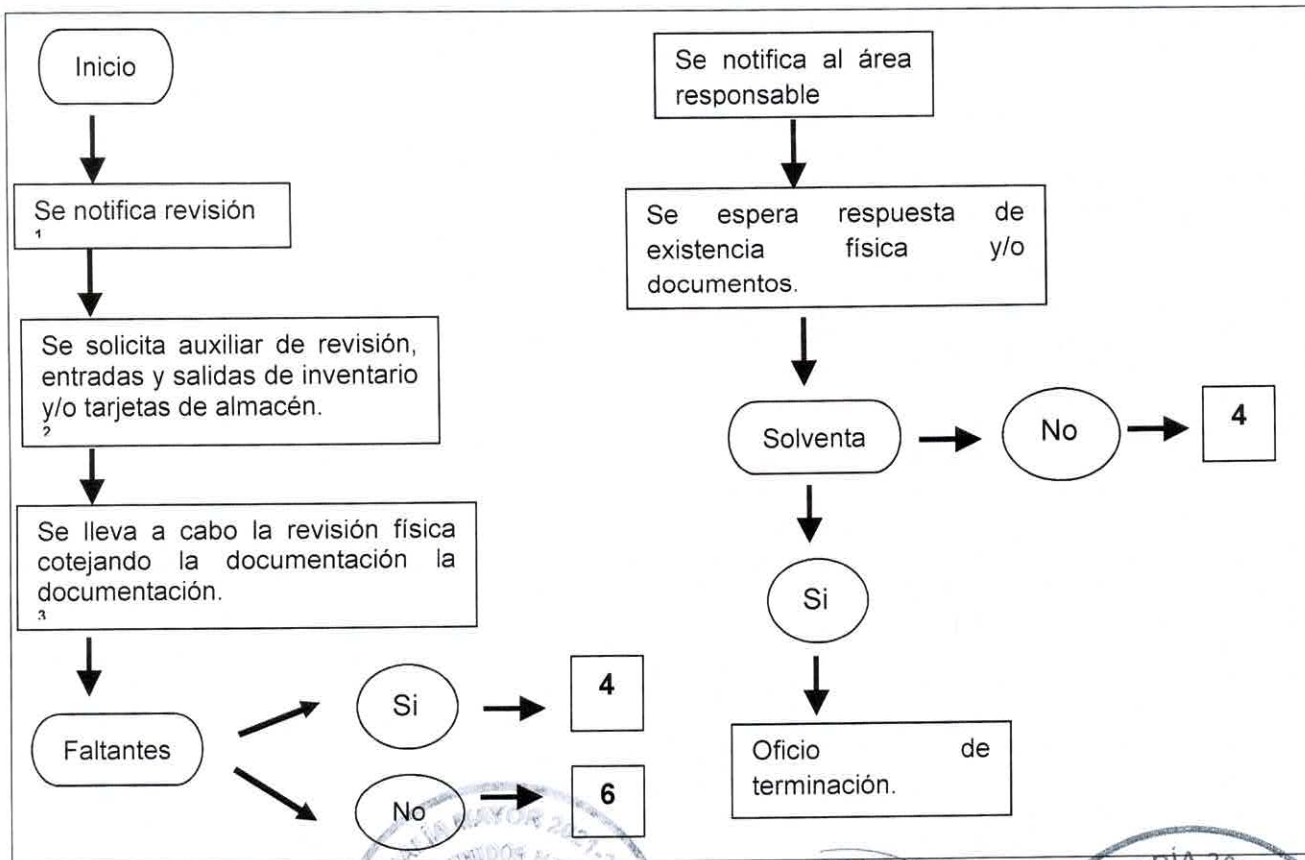 Inicio
Se notifica revisión
1
Se solicita auxiliar de revisión,
entradas y salidas de inventario
y/o tarjetas de almacén.
2
Se lleva a cabo la revisión física
cotejando la documentación la
documentación.
3
Faltantes
Si
4
No
6
Se notifica al área
responsable
Se espera respuesta de
existencia física y/o
documentos.
Solventa
No
4
Si
Oficio de
terminación.
MAYOR